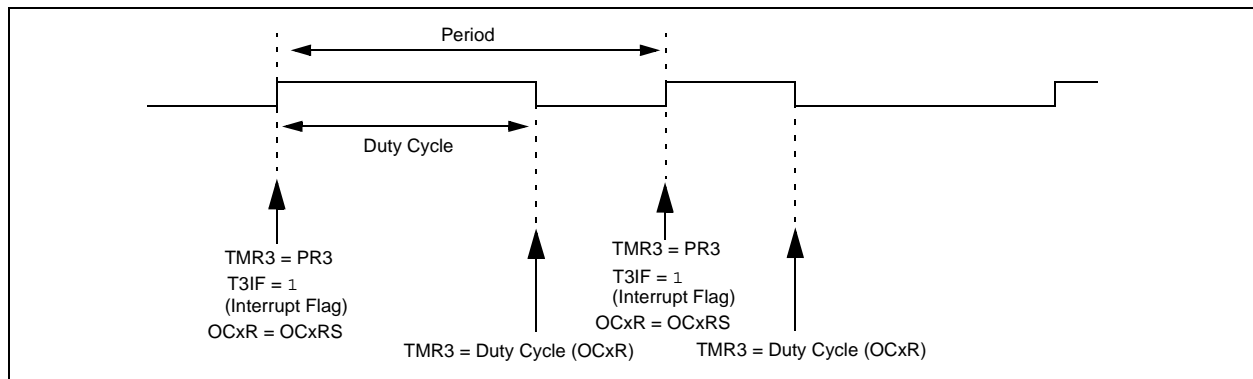 Period
Duty Cycle
TMR3 = PR3
T3IF = 1
(Interrupt Flag)
OCxR = OCxRS
TMR3 = Duty Cycle (OCxR)
TMR3 = PR3
T3IF = 1
(Interrupt Flag)
OCxR = OCxRS
TMR3 = Duty Cycle (OCxR)